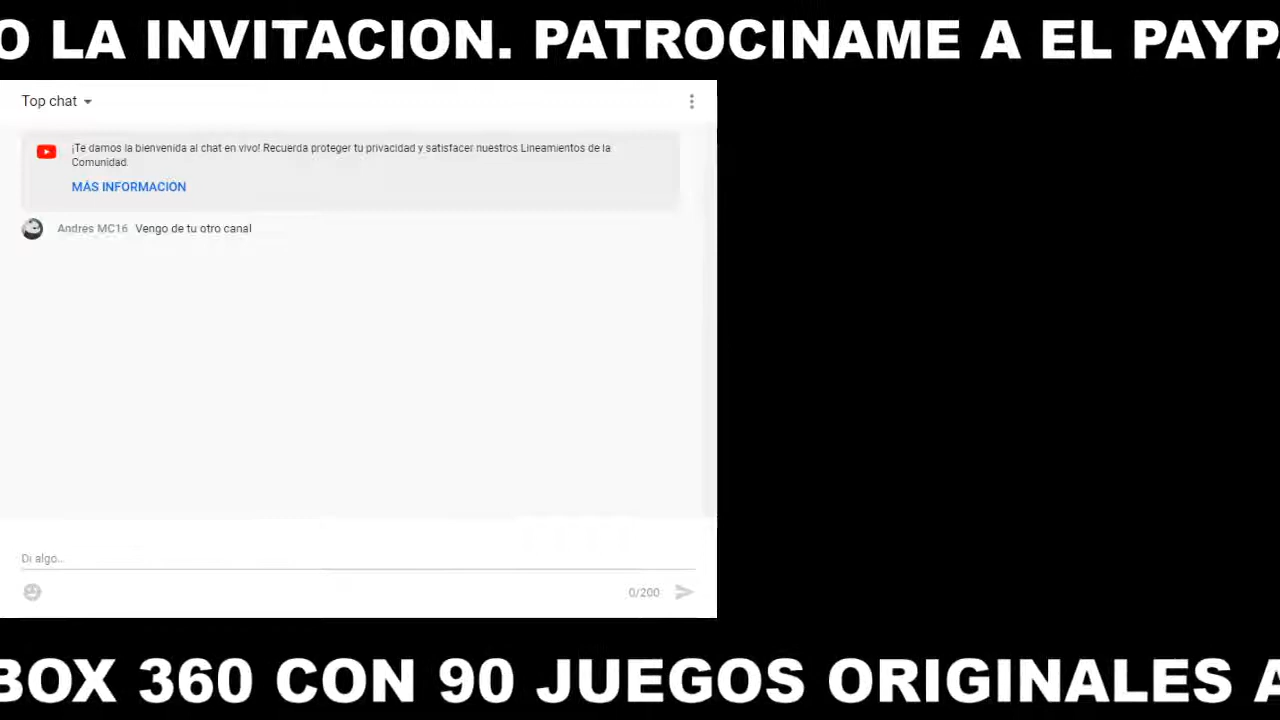 O LA INVITACION. PATROCINAME A EL PAYPA
Top chat
¡Te damos la bienvenida al chat en vivo! Recuerda proteger tu privacidad y satisfacer nuestros Lineamientos de la
Comunidad.
MÁS INFORMACION
Andres MC16 Vengo de tu otro canal
Di algo...
0/200
BOX 360 CON 90 JUEGOS ORIGINALES A